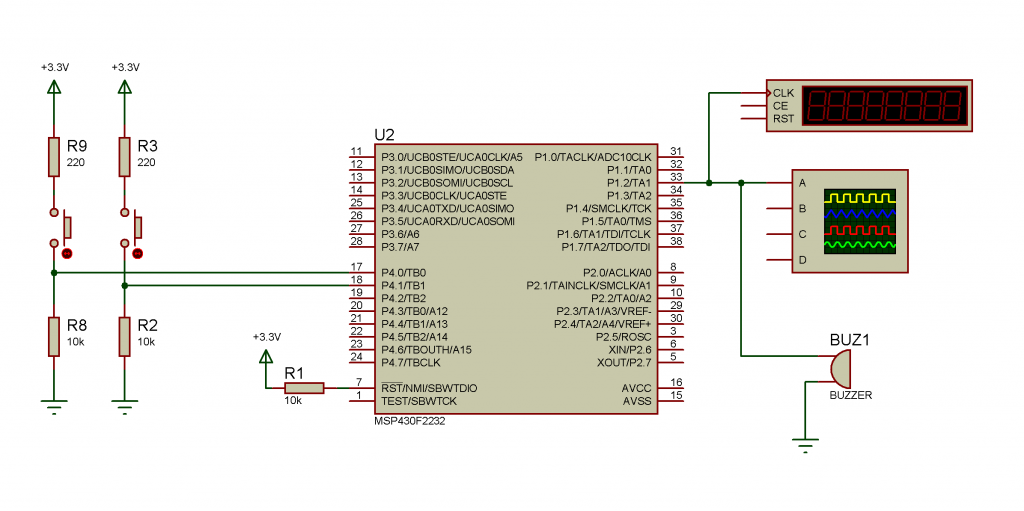 +3.3V
+3.3V
R9
220
R3
220
R8
10k
R2
10k
+3.3V
R1
10k
U2
11 P3.0/UCB0STE/UCA0CLK/A5
12 P3.1/UCB0SIMO/UCB0SDA
13 P3.2/UCB0SOMI/UCB0SCL
14 P3.3/UCB0CLK/UCA0STE
25 P3.4/UCA0TXD/UCA0SIMO
26 P3.5/UCA0RXD/UCA0SOMI
27 P3.6/A6
28 P3.7/A7
17 P4.0/TB0
18 P4.1/TB1
19 P4.2/TB2
20 P4.3/TB0/A12
21 P4.4/TB1/A13
22 P4.5/TB2/A14
23 P4.6/TBOUTH/A15
24 P4.7/TBCLK
7 RST/NMI/SBWTDIO
1 TEST/SBWTCK
P1.0/TACLK/ADC10CLK 31
P1.1/TA0 32
P1.2/TA1 33
P1.3/TA2 34
P1.4/SMCLK/TCK 35
P1.5/TA0/TMS 36
P1.6/TA1/TDI/TCLK 37
P1.7/TA2/TDO/TDI 38
P2.0/ACLK/A0 8
P2.1/TAINCLK/SMCLK/A1 9
P2.2/TA0/A2 10
P2.3/TA1/A3/VREF- 29
P2.4/TA2/A4/VREF+ 30
P2.5/ROSC 3
XIN/P2.6 6
XOUT/P2.7 5
AVCC 16
AVSS 15
MSP430F2232
CLK
CE
RST
A
B
C
D
BUZ1
BUZZER